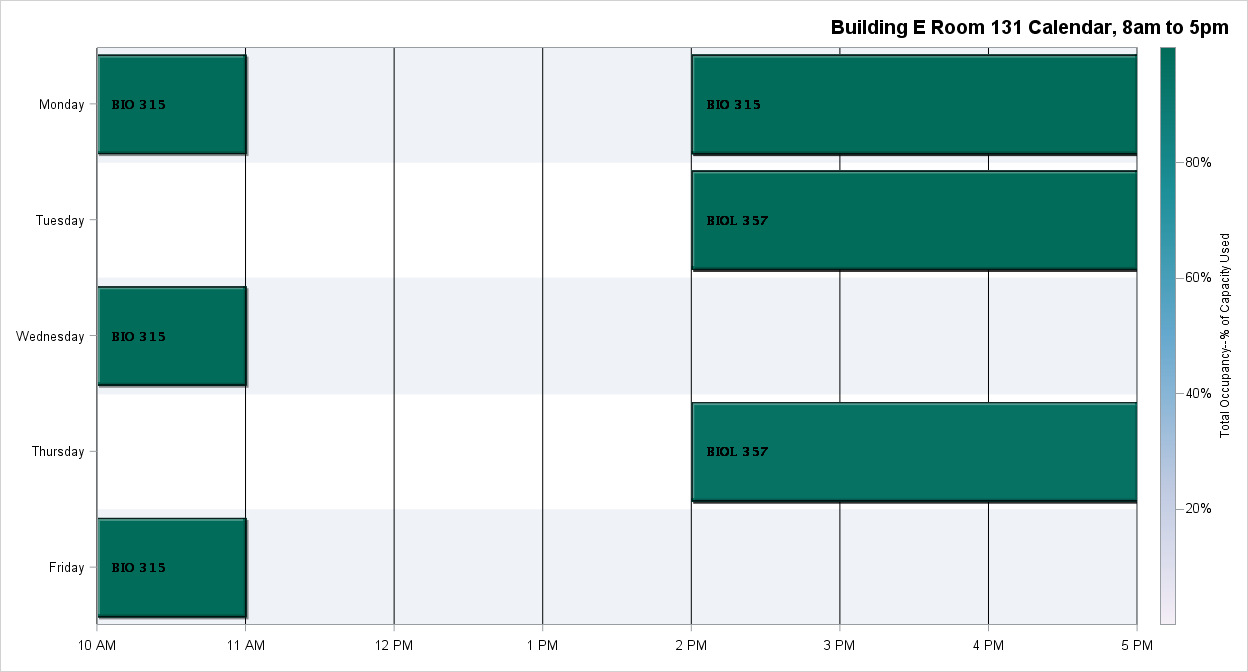 Building E Room 131 Calendar, 8am to 5pm
Monday
BIO 315
BIO 315
Tuesday
BIOL 357
Wednesday
BIO 315
Thursday
BIOL 357
Friday
BIO 315
10 AM
11 AM
12 PM
1 PM
2 PM
3 PM
4 PM
5 PM
80%
60%
40%
20%
Total Occupancy--% of Capacity Used